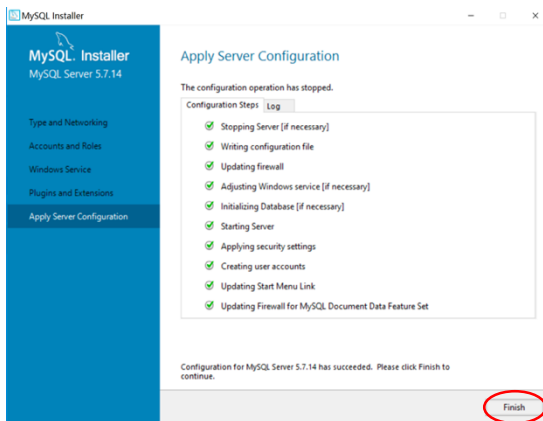 MySQL Installer
MySQL. Installer
MySQL Server 5.7.14
Type and Networking
Accounts and Roles
Windows Service
Plugins and Extensions
Apply Server Configuration
Apply Server Configuration
The configuration operation has stopped.
Configuration Steps Log
Stopping Server [if necessary]
Writing configuration file
Updating firewall
Adjusting Windows service [if necessary]
Initializing Database [if necessary]
Starting Server
Applying security settings
Creating user accounts
Updating Start Menu Link
Updating Firewall for MySQL Document Data Feature Set
Configuration for MySQL Server 5.7.14 has succeeded. Please click Finish to
continue.
Finish